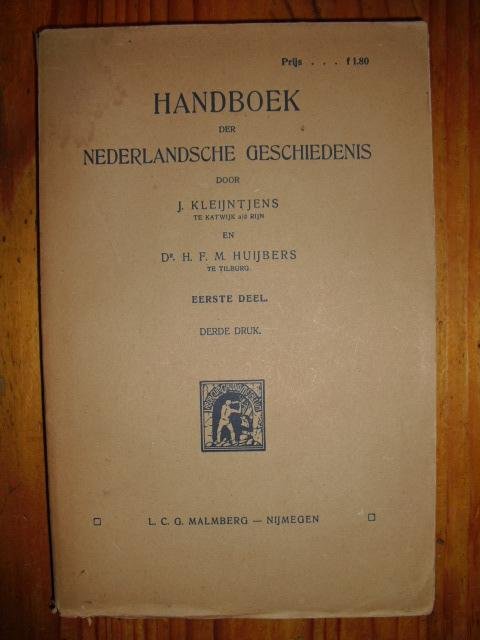 Prijs . . . f 1.80
HANDBOEK
DER
NEDERLANDSCHE GESCHIEDENIS
DOOR
J. KLEIJNTJENS
TE KATWIJK a/d RIJN
EN
Dr. H. F. M. HUIJBERS
TE TILBURG.
EERSTE DEEL.
DERDE DRUK.
L. C. G. MALMBERG — NIJMEGEN